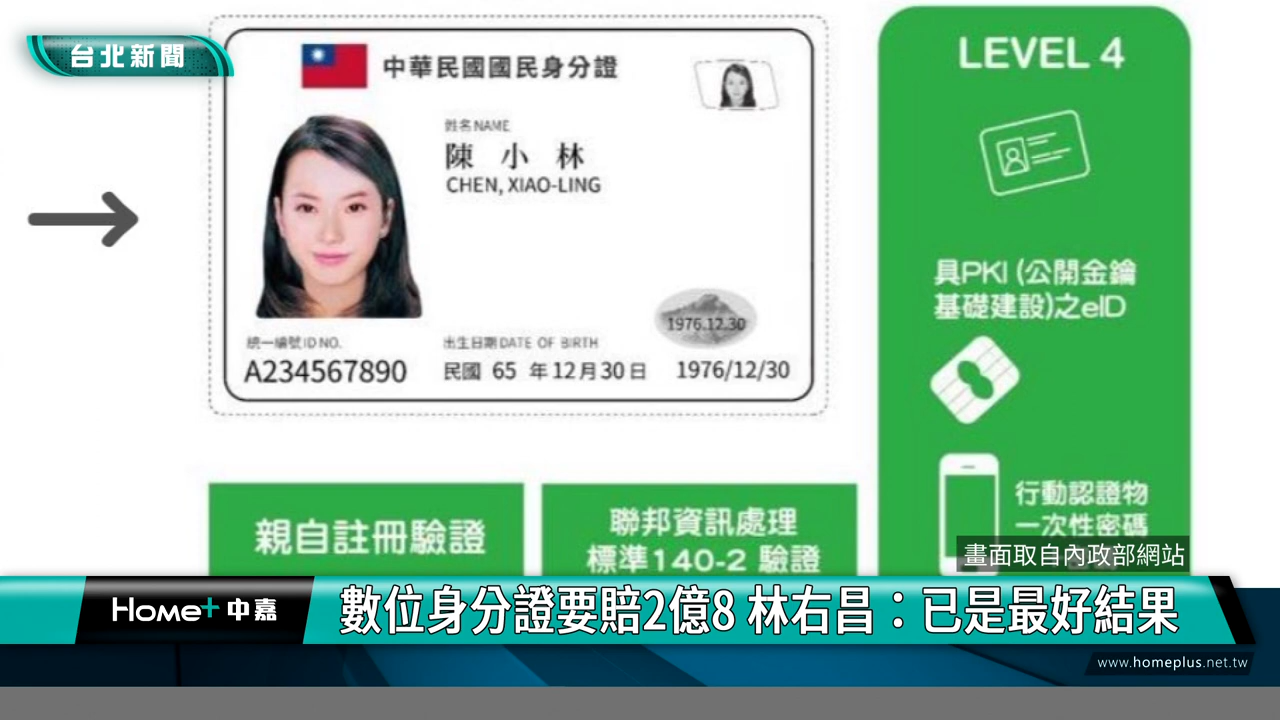 台北新聞
中華民國國民身分證
姓名NAME
陳 小 林
CHEN, XIAO-LING
1976.12.30
統一編號ID NO.
A234567890
出生日期DATE OF BIRTH
民國 65 年12月30日
1976/12/30
LEVEL 4
具PKI (公開金鑰
基礎建設)之eID
行動認證物
一次性密碼
親自註冊驗證
聯邦資訊處理
標準140-2 驗證
畫面取自內政部網站
Home+中嘉
數位身分證要賠2億8 林右昌：已是最好結果
www.homeplus.net.tw